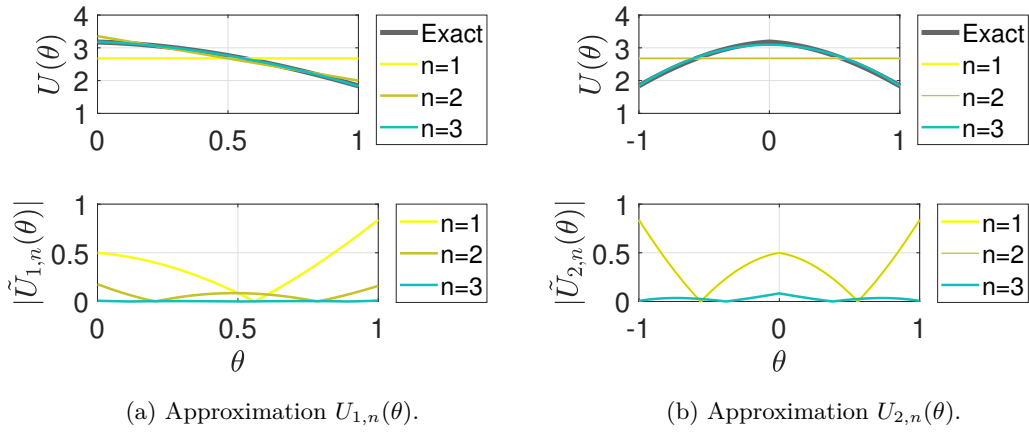 U(θ)
4
3
2
1
0
0.5
1
Exact
n=1
n=2
n=3
|Ũ₁,ₙ(θ)|
1
0.5
0
0
0.5
1
θ
n=1
n=2
n=3
(a) Approximation U₁,ₙ(θ).
U(θ)
4
3
2
1
-1
0
1
Exact
n=1
n=2
n=3
|Ũ₂,ₙ(θ)|
1
0.5
0
-1
0
1
θ
n=1
n=2
n=3
(b) Approximation U₂,ₙ(θ).